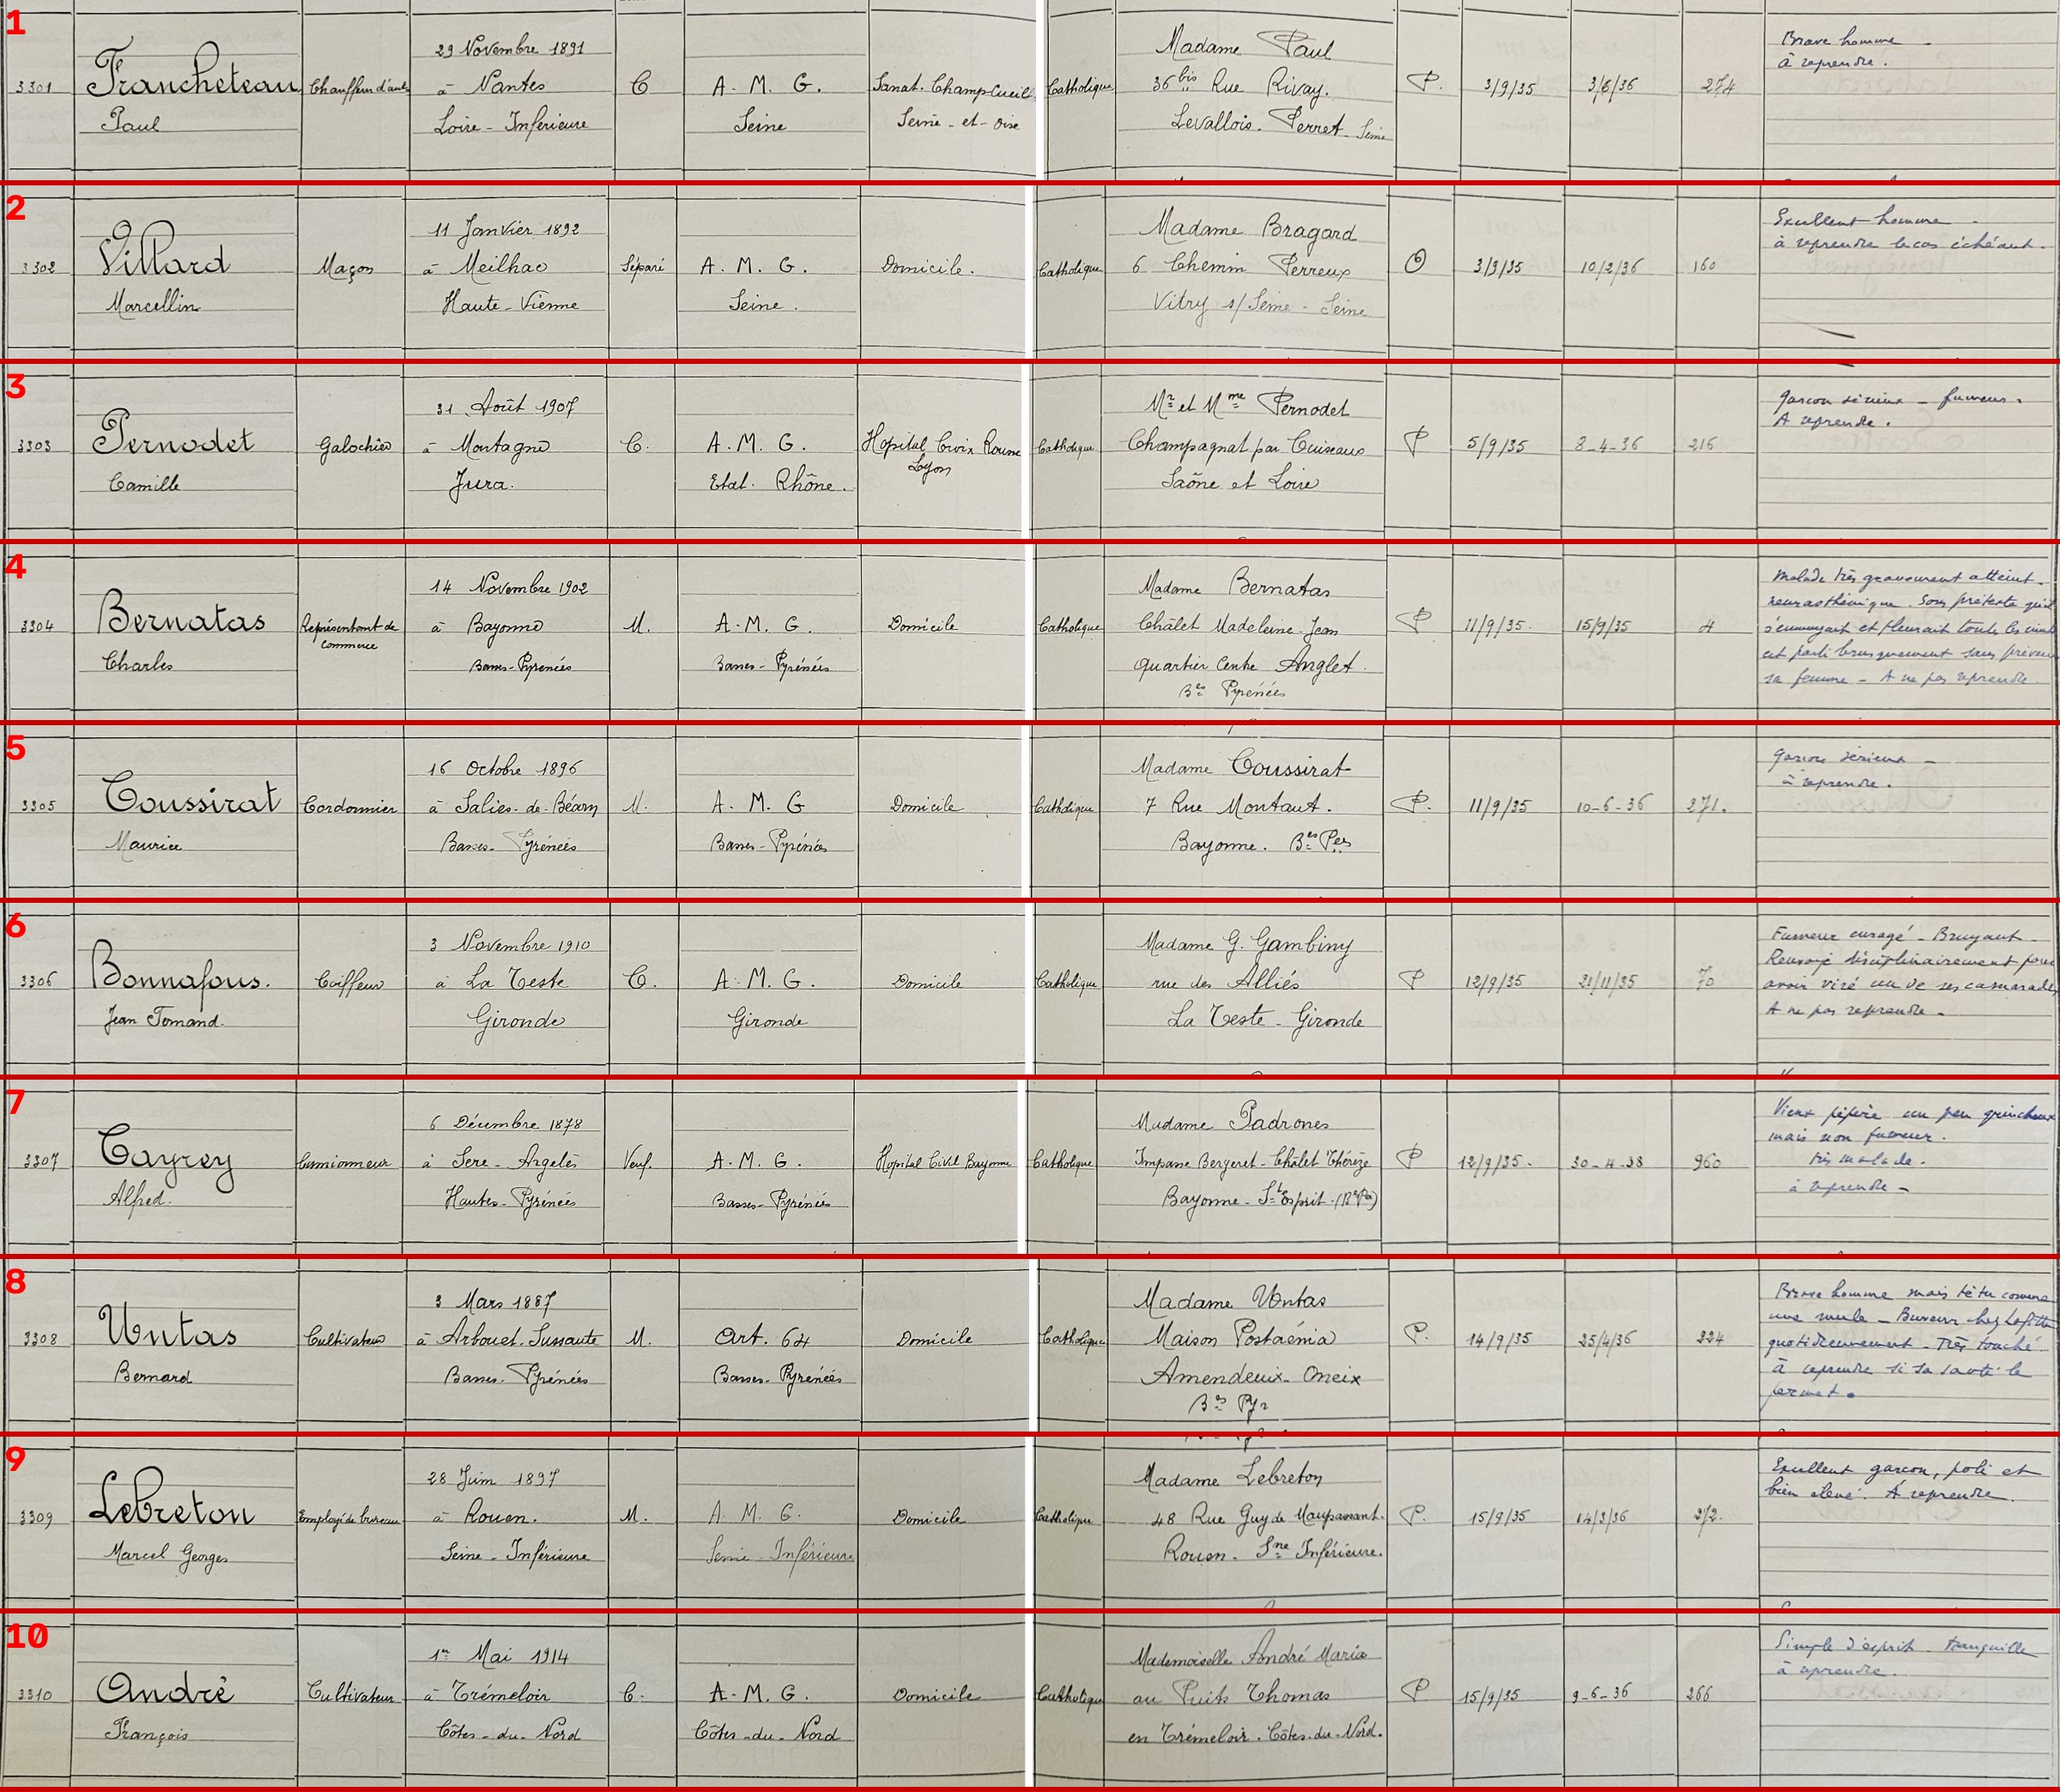 1
29 Novembre 1891
Madame Paul
Brave homme
à reprendre.
3301 Francheteau Chauffeur d'auto à Nantes C A. M. G. Sanat. Champcueil Catholique 36 bis Rue Rivay. P. 3/9/35 3/6/36 274
Paul Loire-Inférieure Seine Seine-et-Oise Levallois-Perret Seine
2
11 Janvier 1892 Madame Bragard Excellent homme
à reprendre le cas échéant.
3302 Villard Maçon à Meilhac Séparé A. M. G. Domicile. Catholique 6 Chemin Perreux O 3/9/35 10/2/36 160
Marcellin Haute-Vienne Seine. Vitry s/Seine - Seine
3
31 Août 1907 Mr et Mme Pernodet garçon sérieux - fumeur.
A reprendre.
3303 Pernodet Galochier à Montagne C. A. M. G. Hopital Croix Rousse Catholique Champagnat par Cuiseaux P 5/9/35 8-4-36 216
Lyon
Camille Jura. Etat. Rhône. Saône et Loire
4
14 Novembre 1902 Madame Bernatas Malade très gravement atteint.
neurasthénique. Sous prétexte qu'il
3304 Bernatas Représentant de à Bayonne M. A. M. G. Domicile Catholique Châlet Madeleine-Jean P 11/9/35. 15/9/35 4 s'ennuyait et pleurait toutes les
commerce
est parti brusquement sans prévenir
Charles Basses-Pyrénées Basses-Pyrénées quartier Centre Anglet. sa femme - A ne pas reprendre
Bses Pyrénées
5
16 Octobre 1896 Madame Coussirat garçon sérieux -
à reprendre.
3305 Coussirat Cordonnier à Salies-de-Béarn M. A. M. G Domicile Catholique 7 Rue Montaut. P. 11/9/35 10-6-36 271.
Maurice Basses-Pyrénées Basses-Pyrénées Bayonne. Bses Pées
6
3 Novembre 1910 Madame G. Gambiny Fumeur enragé - Bruyant
Renvoyé disciplinairement pour
3306 Bonnafous. Coiffeur à La Teste C. A. M. G. Domicile Catholique rue des Alliés P 12/9/35 21/11/35 70 avoir un de ses camarades
A ne pas reprendre.
Jean Gironde Gironde La Teste - Gironde
7
6 Décembre 1878 Madame Padrones Vieux pépère un peu grincheux
mais non fumeur.
3307 Cayrey Camionneur à Sere-Argelès Veuf. A. M. G. Hopital Civil Bayonne Catholique Impasse Bergeret-Châlet Thérèze P 12/9/35. 30-4-38 960 très malade.
Alfred. Hautes-Pyrénées Basses-Pyrénées Bayonne-St Esprit. à reprendre -
8
3 Mars 1887 Madame Untas Brave homme mais têtu comme
une mule - Buveur chez
3308 Untas Cultivateur à Arbouet-Sussaute M. Art. 64 Domicile Catholique Maison P. 14/9/35 25/4/36 224 quotidiennement - Très touché
à reprendre si sa santé le
Bernard Basses-Pyrénées Basses-Pyrénées Amendeuix-Oneix permet.
Bses Pyr
9
28 Juin 1897 Madame Lebreton Excellent garçon, poli et
bien élevé. A reprendre.
3309 Lebreton Employé de bureau à Rouen. M. A. M. G. Domicile Catholique 48 Rue Guy de Maupassant. P. 15/9/35 14/3/36
Marcel Georges Seine-Inférieure Seine-Inférieure Rouen - Sne Inférieure.
10
1er Mai 1914 Mademoiselle André Maria Simple d'esprit tranquille
à reprendre.
3310 André Cultivateur à Trémeloir C. A. M. G. Domicile Catholique au Puits Thomas P 15/9/35 9-6-36 266
François Côtes-du-Nord Côtes-du-Nord en Trémeloir. Côtes-du-Nord.